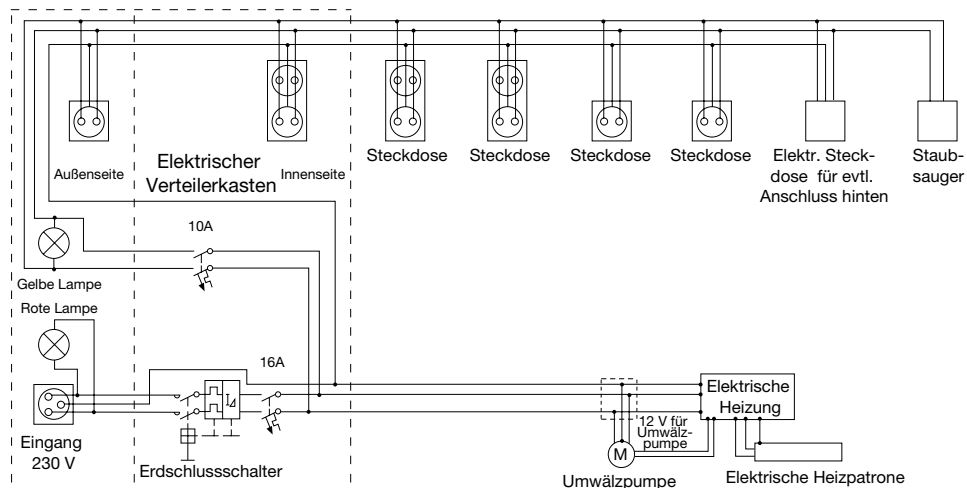 Außenseite
Elektrischer
Verteilerkasten
Innenseite
Steckdose
Steckdose
Steckdose
Steckdose
Elektr. Steck-
dose für evtl.
Anschluss hinten
Staub-
sauger
10A
Gelbe Lampe
Rote Lampe
16A
I⊿
Eingang
230 V
Erdschlussschalter
Elektrische
Heizung
12 V für
Umwälz-
pumpe
M
Umwälzpumpe
Elektrische Heizpatrone